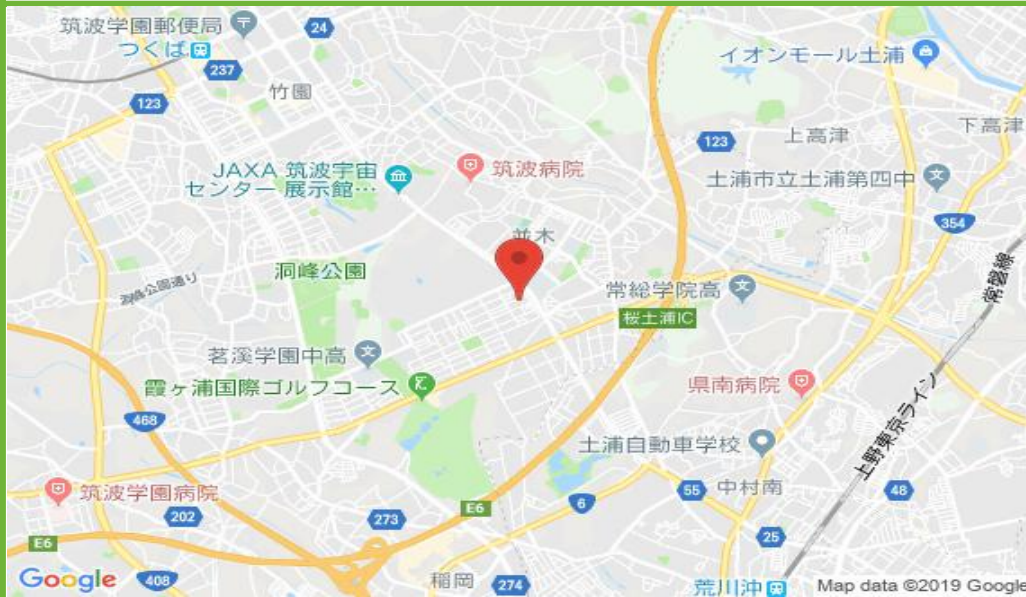 筑波学園郵便局
24
つくば
237
イオンモール土浦
123
竹園
上高津
下高津
123
JAXA 筑波宇宙
センター 展示館…
筑波病院
土浦市立土浦第四中
354
並木
洞峰公園
洞峰公園通り
常総学院高
常磐線
桜土浦IC
茗溪学園中高
霞ヶ浦国際ゴルフコース
県南病院
468
上野東京ライン
土浦自動車学校
筑波学園病院
55
中村南
48
202
273
E6
6
E6
25
Google
408
稲岡
274
荒川沖
Map data ©2019 Google